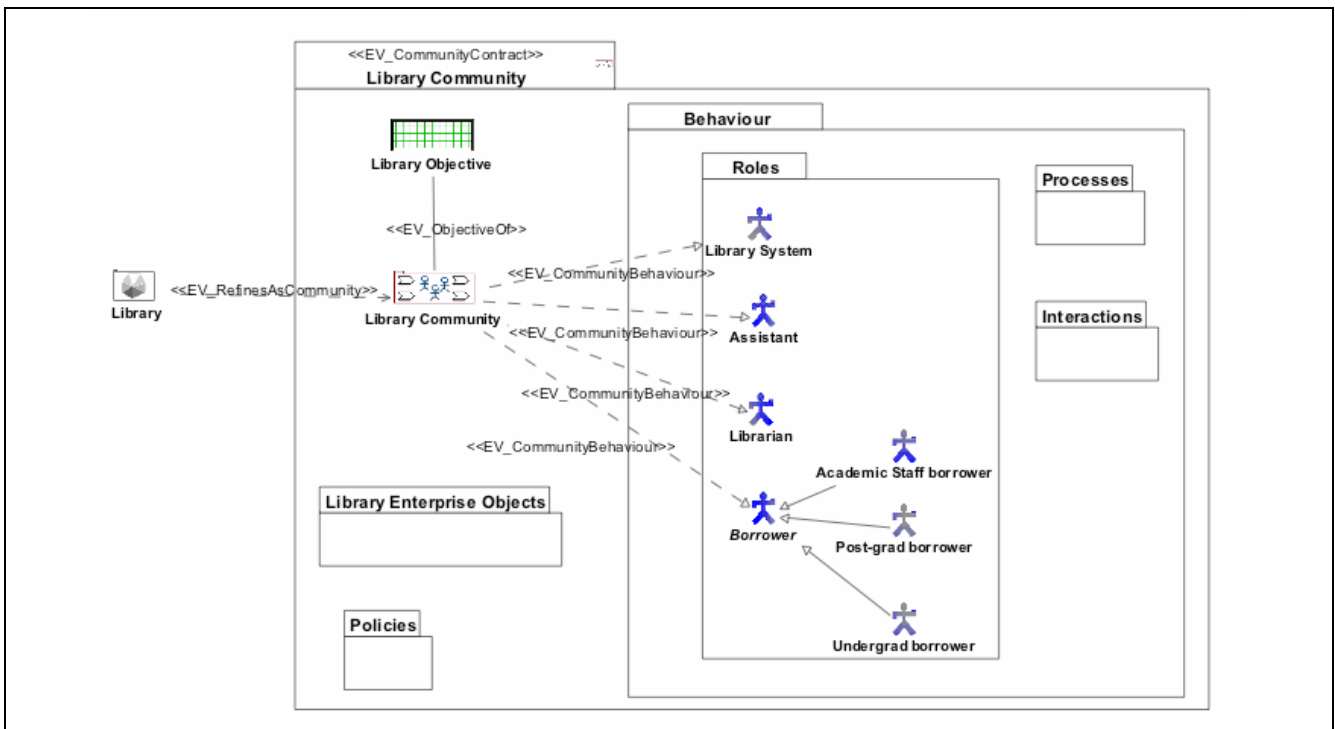 <<EV_CommunityContract>>
Library Community
Behaviour
Library Objective
Roles
Processes
<<EV_ObjectiveOf>>
Library System
<<EV_CommunityBehaviour>>
<<EV_RefinesAsCommunity>>
Library
Library Community
Interactions
<<EV_CommunityBehaviour>>
Assistant
<<EV_CommunityBehaviour>>
Librarian
<<EV_CommunityBehaviour>>
Academic Staff borrower
Library Enterprise Objects
Borrower
Post-grad borrower
Policies
Undergrad borrower